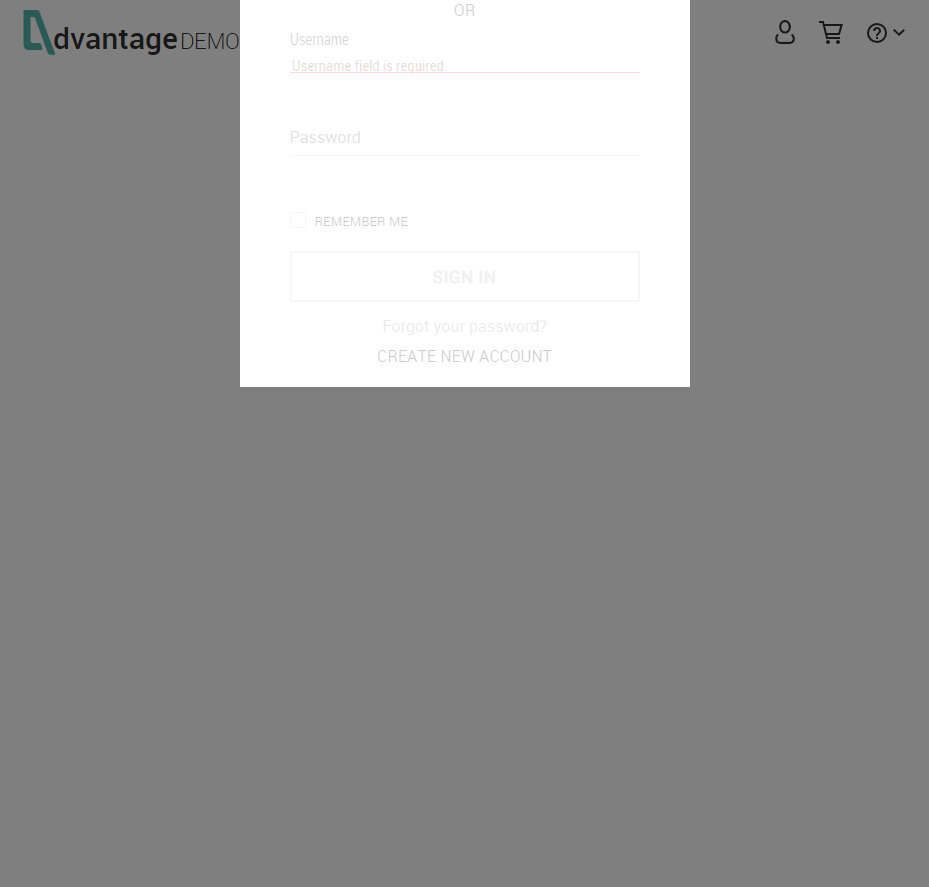 dvantage DEMO
OR
Username
Username field is required
Password
REMEMBER ME
SIGN IN
Forgot your password?
CREATE NEW ACCOUNT